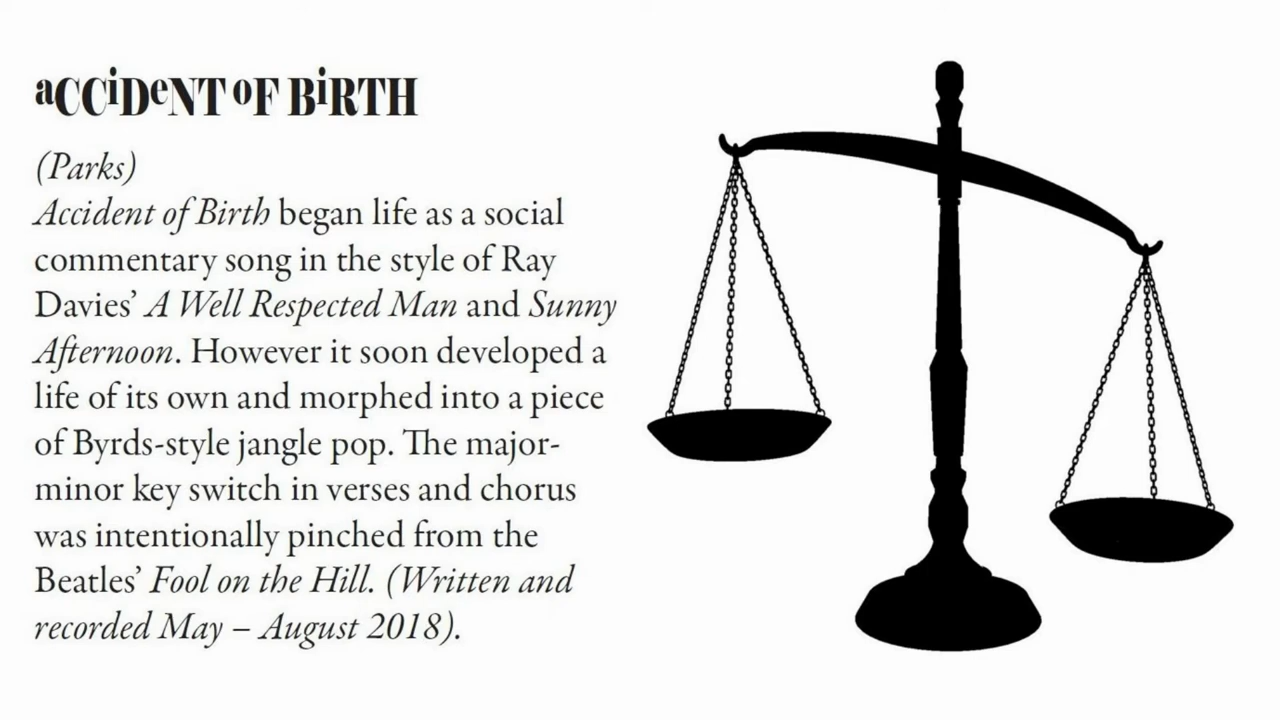 aCCiDeNT oF BiRTH
(Parks)
Accident of Birth began life as a social
commentary song in the style of Ray
Davies’ A Well Respected Man and Sunny
Afternoon. However it soon developed a
life of its own and morphed into a piece
of Byrds-style jangle pop. The major-
minor key switch in verses and chorus
was intentionally pinched from the
Beatles’ Fool on the Hill. (Written and
recorded May – August 2018).